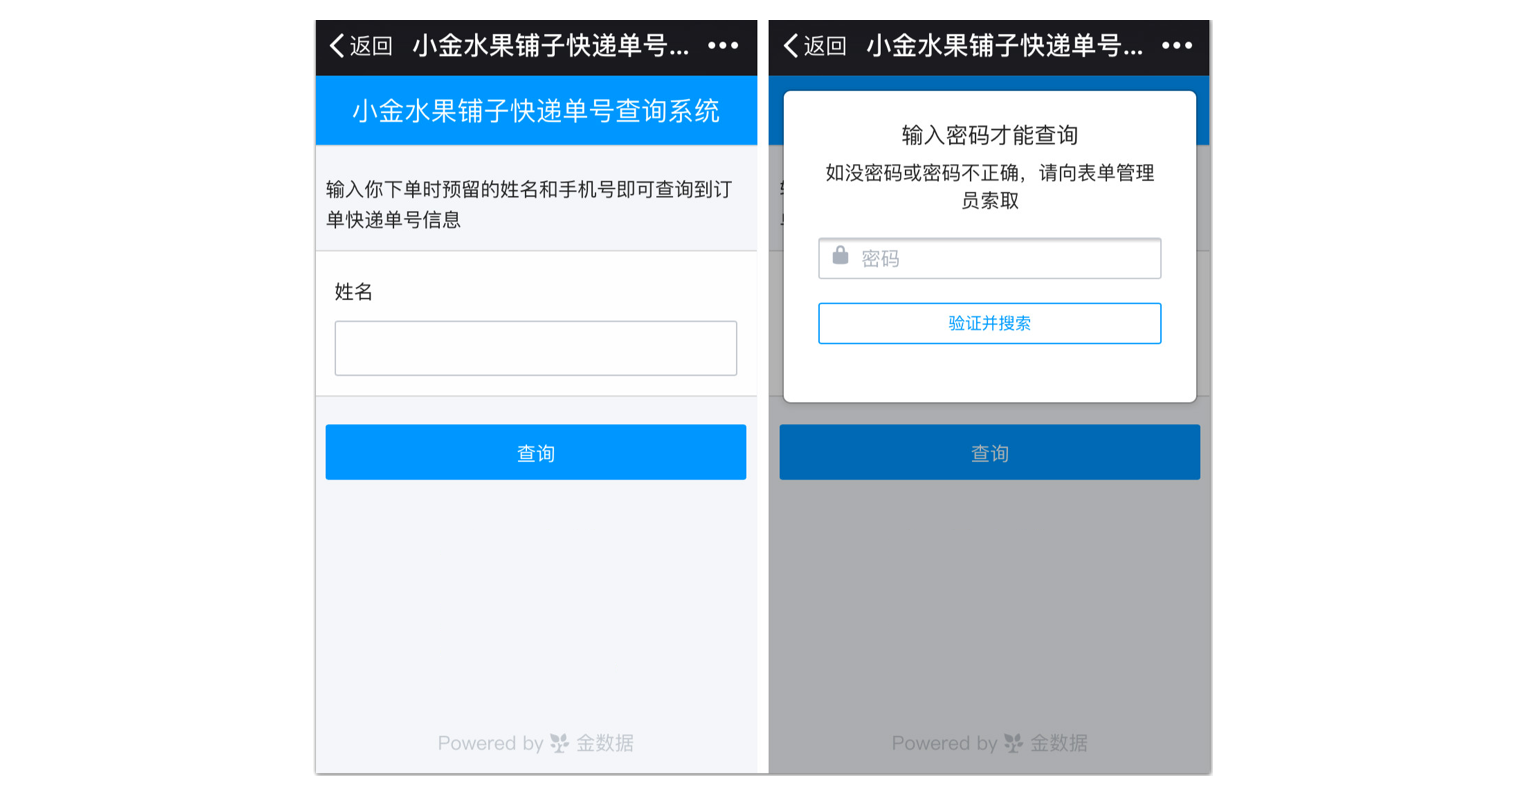 返回 小金水果铺子快递单号... •••
小金水果铺子快递单号查询系统
输入你下单时预留的姓名和手机号即可查询到订
单快递单号信息
姓名
查询
Powered by 金数据
返回 小金水果铺子快递单号... •••
输入密码才能查询
如没密码或密码不正确，请向表单管理
员索取
密码
验证并搜索
查询
Powered by 金数据